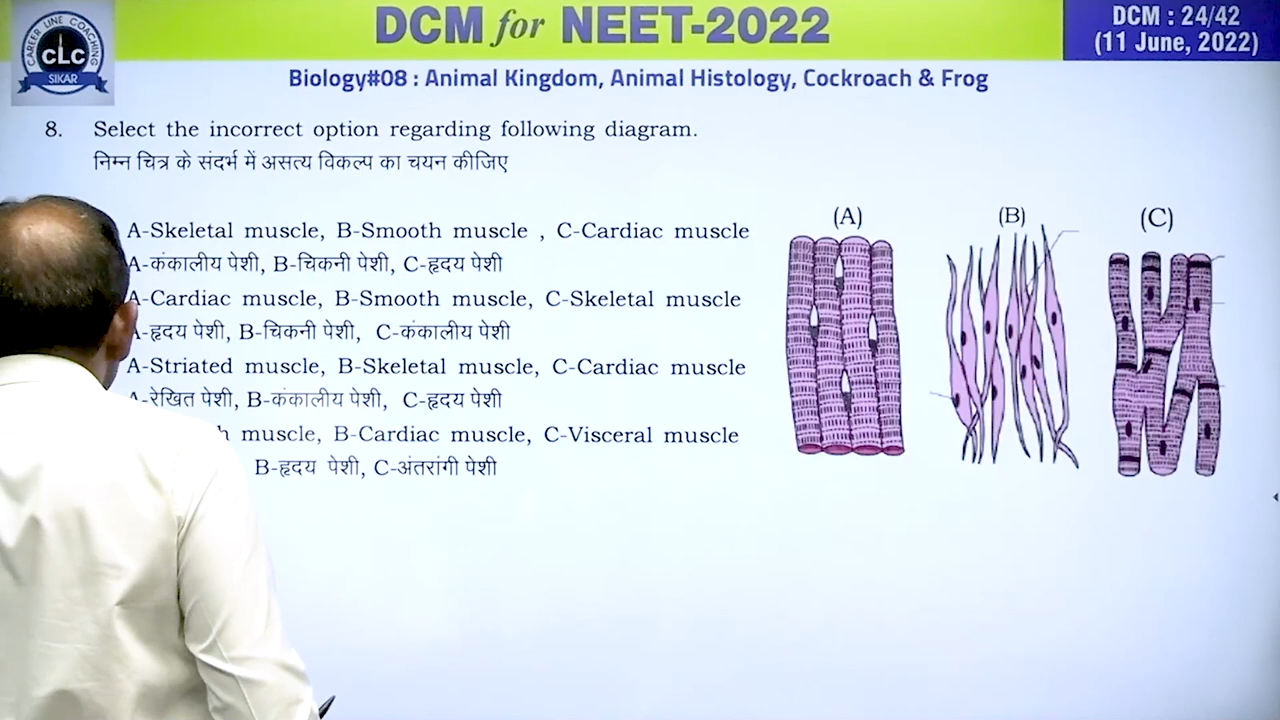 CAREER LINE COACHING
CLC
SIKAR
DCM for NEET-2022
DCM : 24/42
(11 June, 2022)
Biology#08 : Animal Kingdom, Animal Histology, Cockroach & Frog
8. Select the incorrect option regarding following diagram.
निम्न चित्र के संदर्भ में असत्य विकल्प का चयन कीजिए
A-Skeletal muscle, B-Smooth muscle , C-Cardiac muscle
A-कंकालीय पेशी, B-चिकनी पेशी, C-हृदय पेशी
A-Cardiac muscle, B-Smooth muscle, C-Skeletal muscle
A-हृदय पेशी, B-चिकनी पेशी, C-कंकालीय पेशी
A-Striated muscle, B-Skeletal muscle, C-Cardiac muscle
A-रेखित पेशी, B-कंकालीय पेशी, C-हृदय पेशी
muscle, B-Cardiac muscle, C-Visceral muscle
B-हृदय पेशी, C-अंतरांगी पेशी
(A) (B) (C)